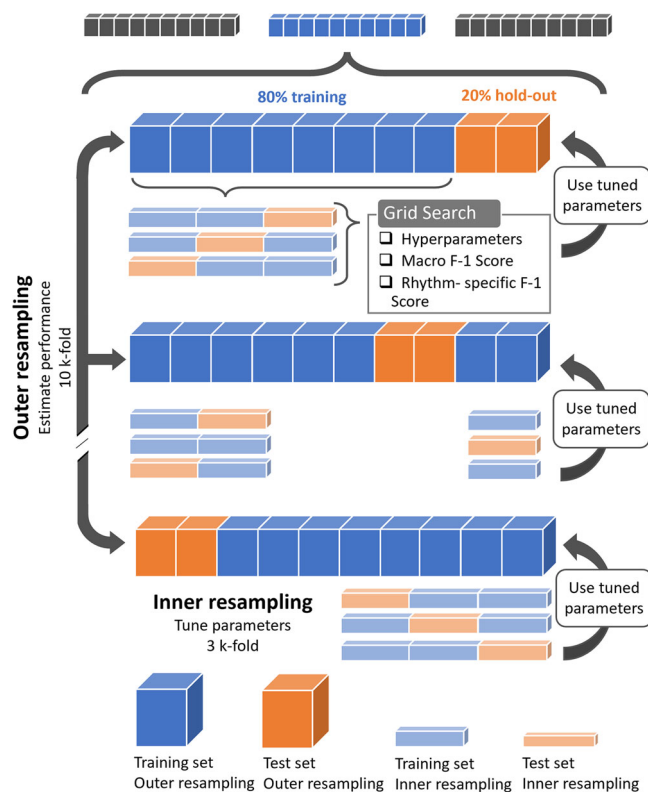 80% training
20% hold-out
Use tuned
parameters
Grid Search
Hyperparameters
Macro F-1 Score
Rhythm- specific F-1
Score
Outer resampling
Estimate performance
10 k-fold
Use tuned
parameters
Inner resampling
Tune parameters
3 k-fold
Use tuned
parameters
Training set
Outer resampling
Test set
Outer resampling
Training set
Inner resampling
Test set
Inner resampling